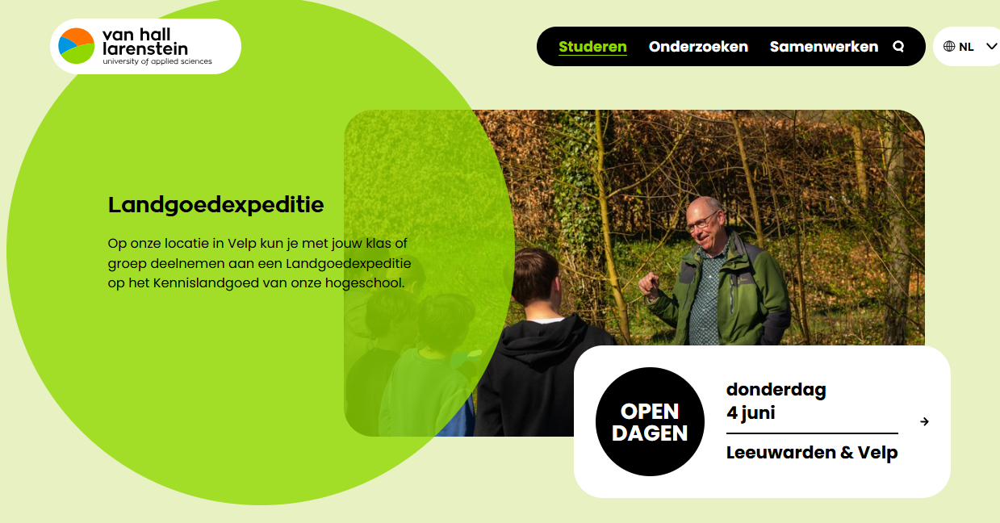 van hall
larenstein
university of applied sciences
Studeren Onderzoeken Samenwerken
NL
Landgoedexpeditie
Op onze locatie in Velp kun je met jouw klas of
groep deelnemen aan een Landgoedexpeditie
op het Kennislandgoed van onze hogeschool.
OPEN
DAGEN
donderdag
4 juni
Leeuwarden & Velp